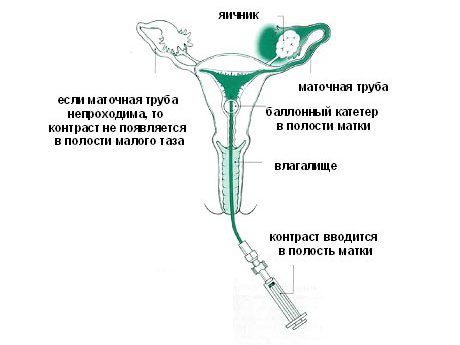 яичник
маточная труба
если маточная труба
непроходима, то
контраст не появляется
в полости малого таза
баллонный катетер
в полости матки
влагалище
контраст вводится
в полость матки